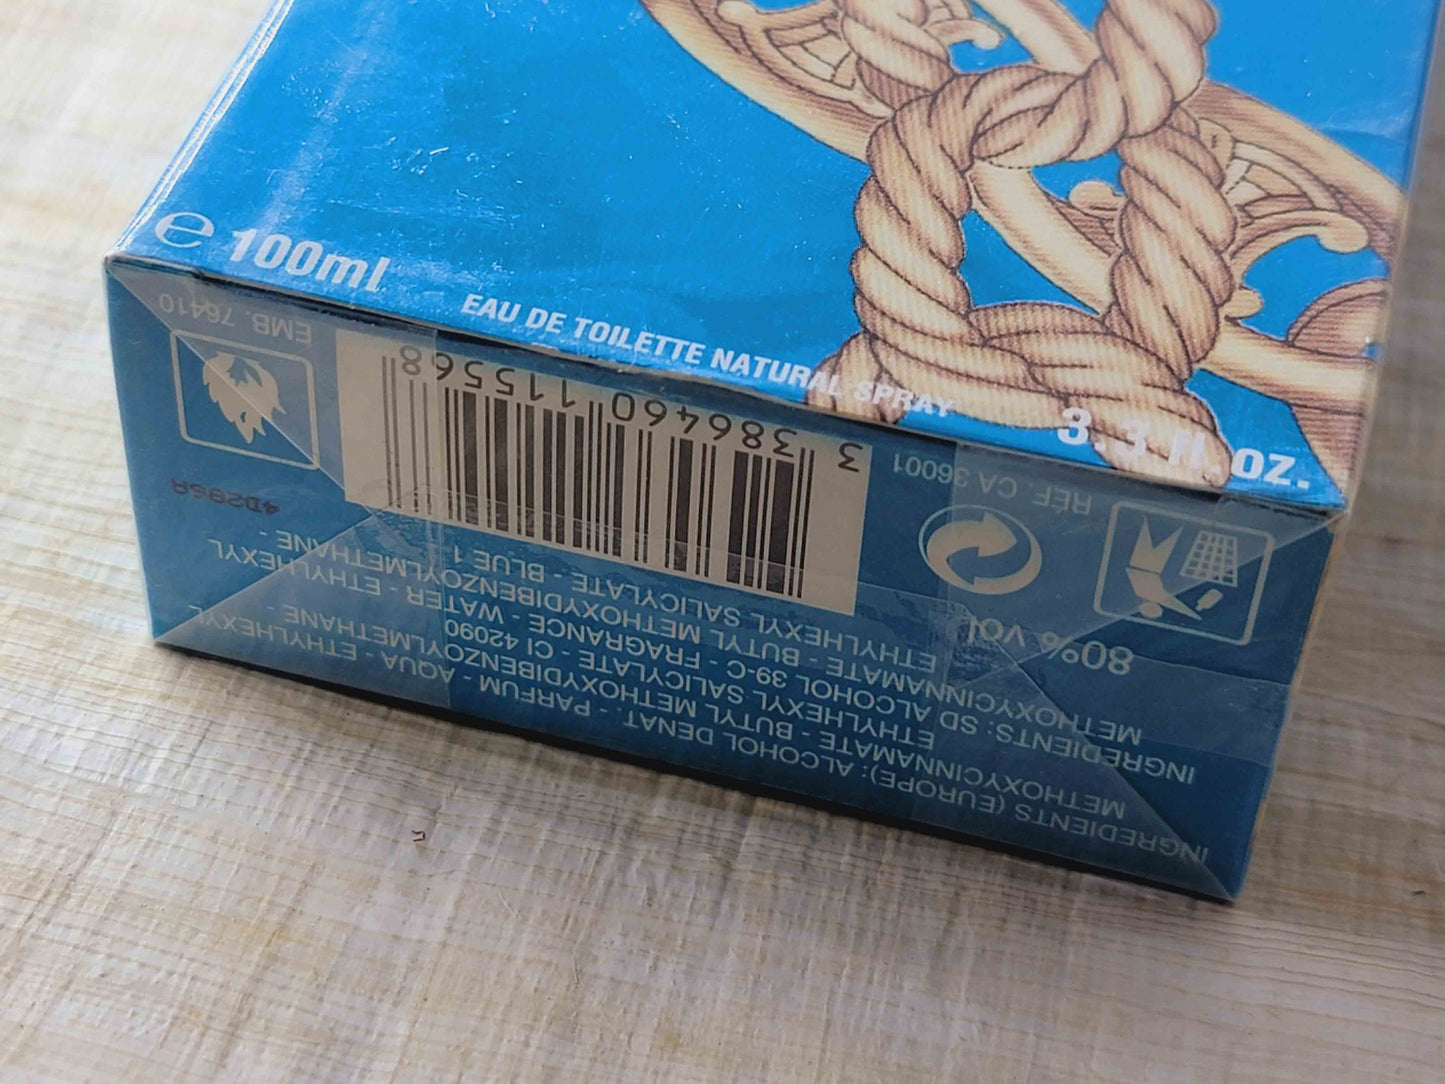 ℮ 100ml
EAU DE TOILETTE NATURAL SPRAY
3.3 fl. oz.
INGREDIENTS (EUROPE): ALCOHOL DENAT. - PARFUM - AQUA - ETHYLHEXYL
METHOXYCINNAMATE - BUTYL METHOXYDIBENZOYLMETHANE -
ETHYLHEXYL SALICYLATE - CI 42090
INGREDIENTS: SD ALCOHOL 39-C - FRAGRANCE - WATER - ETHYLHEXYL
METHOXYCINNAMATE - BUTYL METHOXYDIBENZOYLMETHANE -
ETHYLHEXYL SALICYLATE - BLUE 1
80% VOL
RÉF. CA 36001
3 386460 115568
EMB. 76410